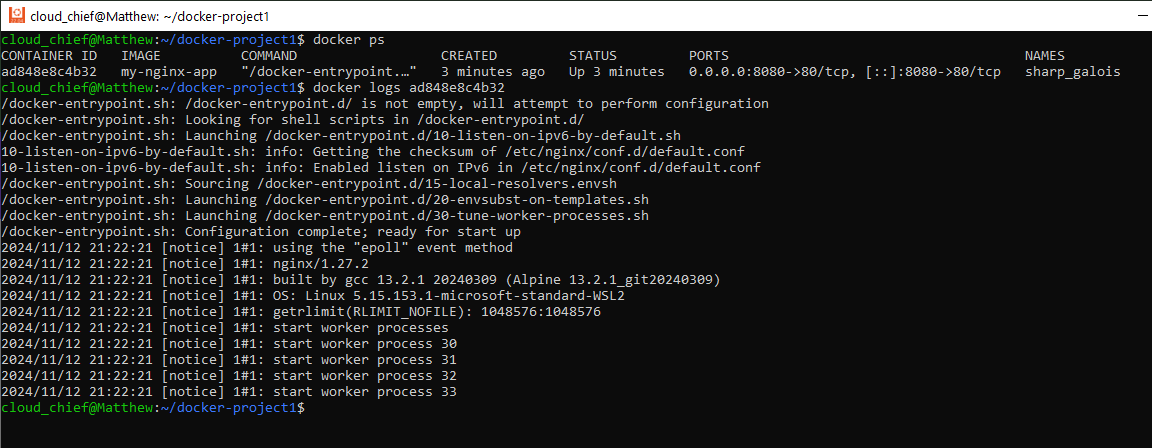 cloud_chief@Matthew: ~/docker-project1
cloud_chief@Matthew:~/docker-project1$ docker ps
CONTAINER ID   IMAGE          COMMAND                  CREATED         STATUS         PORTS                                     NAMES
ad848e8c4b32   my-nginx-app   "/docker-entrypoint.…"   3 minutes ago   Up 3 minutes   0.0.0.0:8080->80/tcp, [::]:8080->80/tcp   sharp_galois
cloud_chief@Matthew:~/docker-project1$ docker logs ad848e8c4b32
/docker-entrypoint.sh: /docker-entrypoint.d/ is not empty, will attempt to perform configuration
/docker-entrypoint.sh: Looking for shell scripts in /docker-entrypoint.d/
/docker-entrypoint.sh: Launching /docker-entrypoint.d/10-listen-on-ipv6-by-default.sh
10-listen-on-ipv6-by-default.sh: info: Getting the checksum of /etc/nginx/conf.d/default.conf
10-listen-on-ipv6-by-default.sh: info: Enabled listen on IPv6 in /etc/nginx/conf.d/default.conf
/docker-entrypoint.sh: Sourcing /docker-entrypoint.d/15-local-resolvers.envsh
/docker-entrypoint.sh: Launching /docker-entrypoint.d/20-envsubst-on-templates.sh
/docker-entrypoint.sh: Launching /docker-entrypoint.d/30-tune-worker-processes.sh
/docker-entrypoint.sh: Configuration complete; ready for start up
2024/11/12 21:22:21 [notice] 1#1: using the "epoll" event method
2024/11/12 21:22:21 [notice] 1#1: nginx/1.27.2
2024/11/12 21:22:21 [notice] 1#1: built by gcc 13.2.1 20240309 (Alpine 13.2.1_git20240309)
2024/11/12 21:22:21 [notice] 1#1: OS: Linux 5.15.153.1-microsoft-standard-WSL2
2024/11/12 21:22:21 [notice] 1#1: getrlimit(RLIMIT_NOFILE): 1048576:1048576
2024/11/12 21:22:21 [notice] 1#1: start worker processes
2024/11/12 21:22:21 [notice] 1#1: start worker process 30
2024/11/12 21:22:21 [notice] 1#1: start worker process 31
2024/11/12 21:22:21 [notice] 1#1: start worker process 32
2024/11/12 21:22:21 [notice] 1#1: start worker process 33
cloud_chief@Matthew:~/docker-project1$